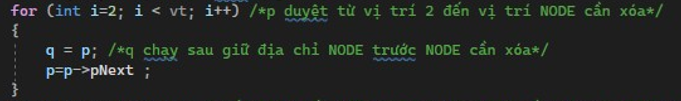 for (int i=2; i < vt; i++) /*p duyệt từ vị trí 2 đến vị trí NODE cần xóa*/
{
q = p; /*q chạy sau giữ địa chỉ NODE trước NODE cần xóa*/
p=p->pNext ;
}